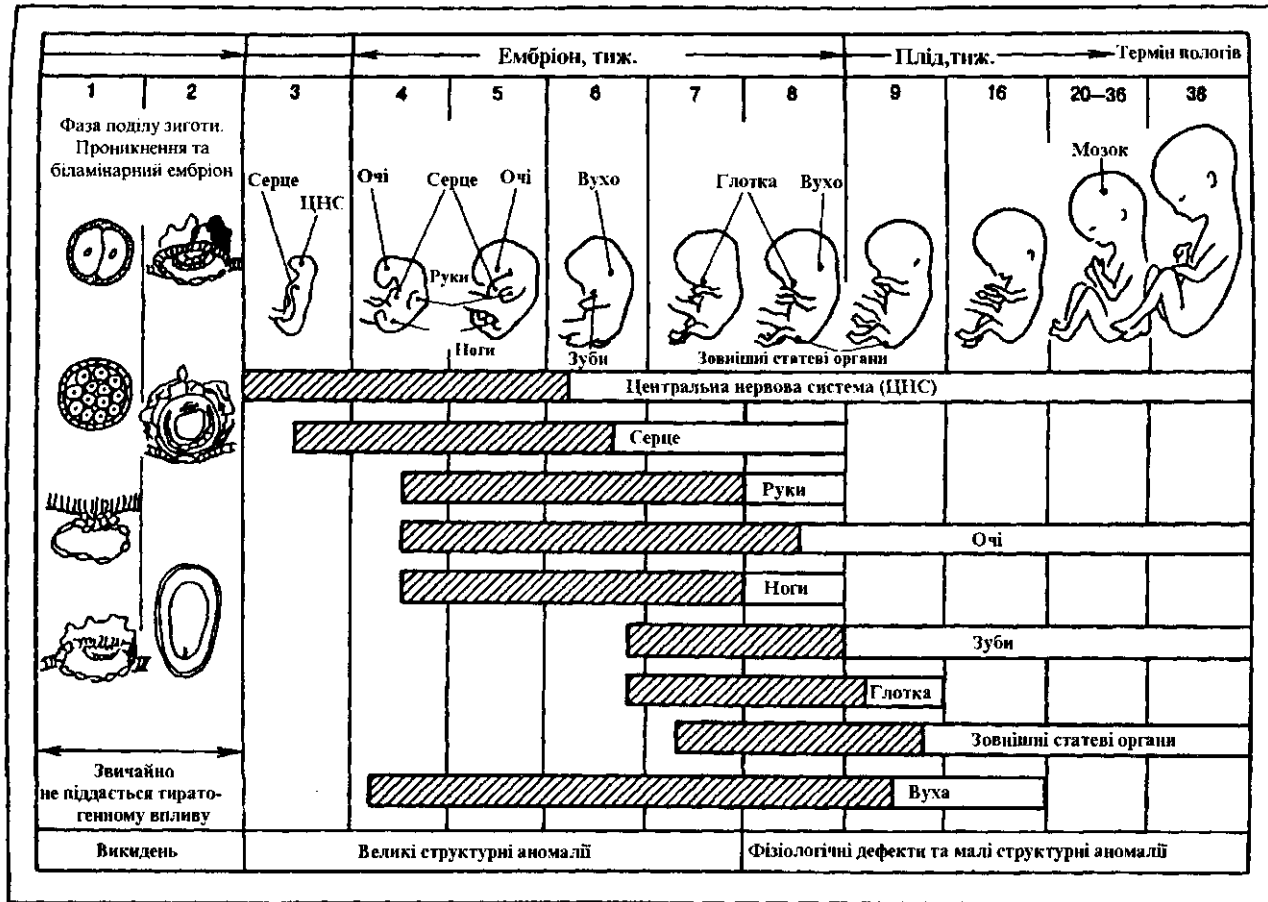 Ембріон, тиж.
Плід,тиж.
Термін пологів
1 2 3 4 5 6 7 8 9 16 20—36 38
Фаза поділу зиготи.
Проникнення та
біламінарний ембріон
Серце
ЦНС
Очі
Серце
Очі
Вухо
Глотка
Вухо
Мозок
Руки
Ноги
Зуби
Зовнішні статеві органи
Центральна нервова система (ЦНС)
Серце
Руки
Очі
Ноги
Зуби
Глотка
Зовнішні статеві органи
Вуха
Звичайно
не піддається тирато-
генному впливу
Викидень
Великі структурні аномалії
Фізіологічні дефекти та малі структурні аномалії